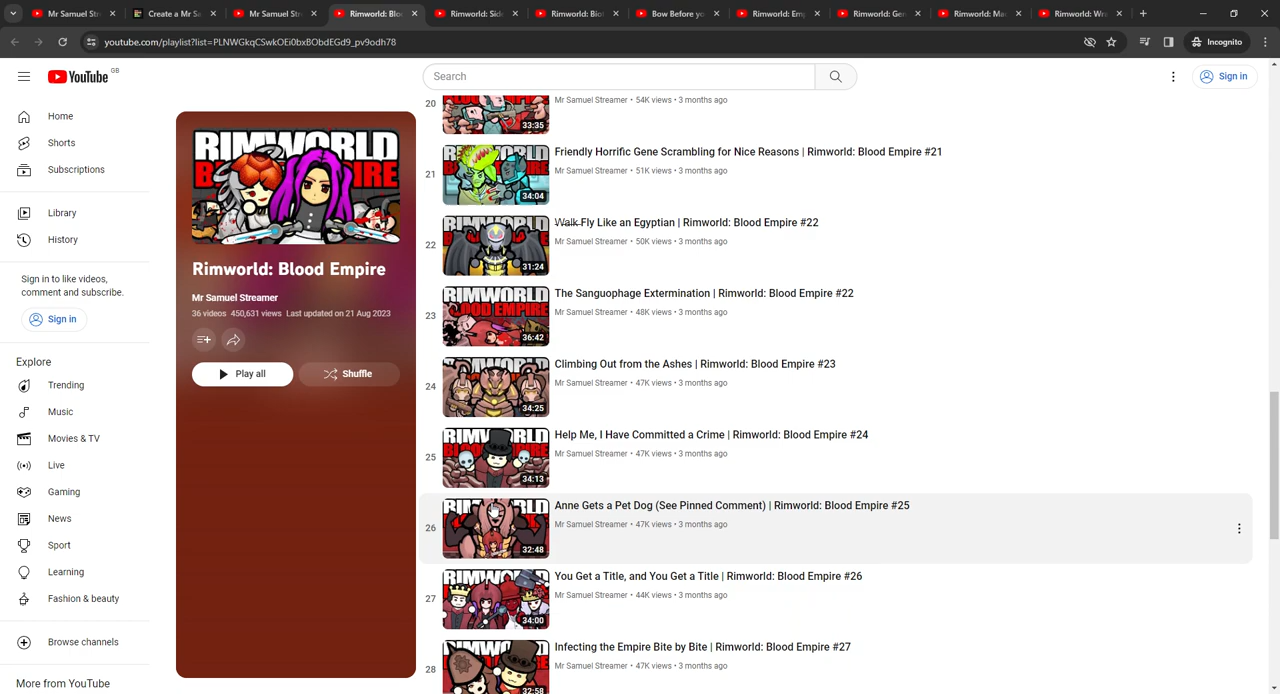 Mr Samuel Stre
Create a Mr Sa
Mr Samuel Stre
Rimworld: Bloo
Rimworld: Side
Rimworld: Biot
Bow Before yo
Rimworld: Emp
Rimworld: Gen
Rimworld: Mac
Rimworld: Wra
youtube.com/playlist?list=PLNWGkqCSwkOEi0bxBObdEGd9_pv9odh78
Incognito
YouTube GB
Search
Sign in
Home
Shorts
Subscriptions
Library
History
Sign in to like videos,
comment and subscribe.
Sign in
Explore
Trending
Music
Movies & TV
Live
Gaming
News
Sport
Learning
Fashion & beauty
Browse channels
More from YouTube
RIMWORLD
Rimworld: Blood Empire
Mr Samuel Streamer
36 videos 450,631 views Last updated on 21 Aug 2023
Play all
Shuffle
20
33:35
Mr Samuel Streamer • 54K views • 3 months ago
21
34:04
Friendly Horrific Gene Scrambling for Nice Reasons | Rimworld: Blood Empire #21
Mr Samuel Streamer • 51K views • 3 months ago
22
31:24
Walk Fly Like an Egyptian | Rimworld: Blood Empire #22
Mr Samuel Streamer • 50K views • 3 months ago
23
RIMWORLD
BLOOD EMPIRE
36:42
The Sanguophage Extermination | Rimworld: Blood Empire #22
Mr Samuel Streamer • 48K views • 3 months ago
24
34:25
Climbing Out from the Ashes | Rimworld: Blood Empire #23
Mr Samuel Streamer • 47K views • 3 months ago
25
34:13
Help Me, I Have Committed a Crime | Rimworld: Blood Empire #24
Mr Samuel Streamer • 47K views • 3 months ago
26
32:48
Anne Gets a Pet Dog (See Pinned Comment) | Rimworld: Blood Empire #25
Mr Samuel Streamer • 47K views • 3 months ago
27
34:00
You Get a Title, and You Get a Title | Rimworld: Blood Empire #26
Mr Samuel Streamer • 44K views • 3 months ago
28
32:58
Infecting the Empire Bite by Bite | Rimworld: Blood Empire #27
Mr Samuel Streamer • 47K views • 3 months ago